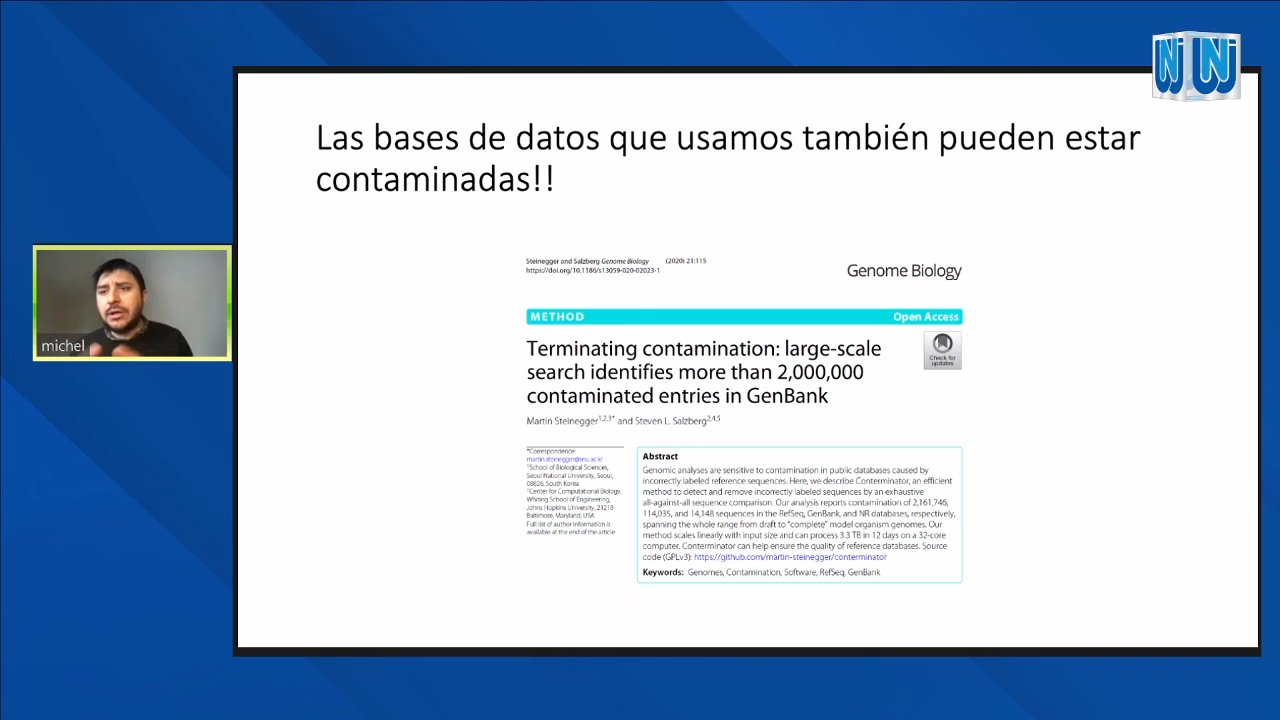 Las bases de datos que usamos también pueden estar
contaminadas!!
Steinegger and Salzberg Genome Biology (2020) 21:115
https://doi.org/10.1186/s13059-020-02023-1
Genome Biology
METHOD
Open Access
Terminating contamination: large-scale
search identifies more than 2,000,000
contaminated entries in GenBank
Check for
updates
Martin Steinegger1,2,3* and Steven L. Salzberg2,4,5
*Correspondence:
martin.steinegger@snu.ac.kr
1School of Biological Sciences,
Seoul National University, Seoul,
08826, South Korea
2Center for Computational Biology,
Whiting School of Engineering,
Johns Hopkins University, 21218
Baltimore, Maryland, USA
Full list of author information is
available at the end of the article
Abstract
Genomic analyses are sensitive to contamination in public databases caused by
incorrectly labeled reference sequences. Here, we describe Conterminator, an efficient
method to detect and remove incorrectly labeled sequences by an exhaustive
all-against-all sequence comparison. Our analysis reports contamination of 2,161,746,
114,035, and 14,148 sequences in the RefSeq, GenBank, and NR databases, respectively,
spanning the whole range from draft to "complete" model organism genomes. Our
method scales linearly with input size and can process 3.3 TB in 12 days on a 32-core
computer. Conterminator can help ensure the quality of reference databases. Source
code (GPLv3): https://github.com/martin-steinegger/conterminator
Keywords: Genomes, Contamination, Software, RefSeq, GenBank
michel